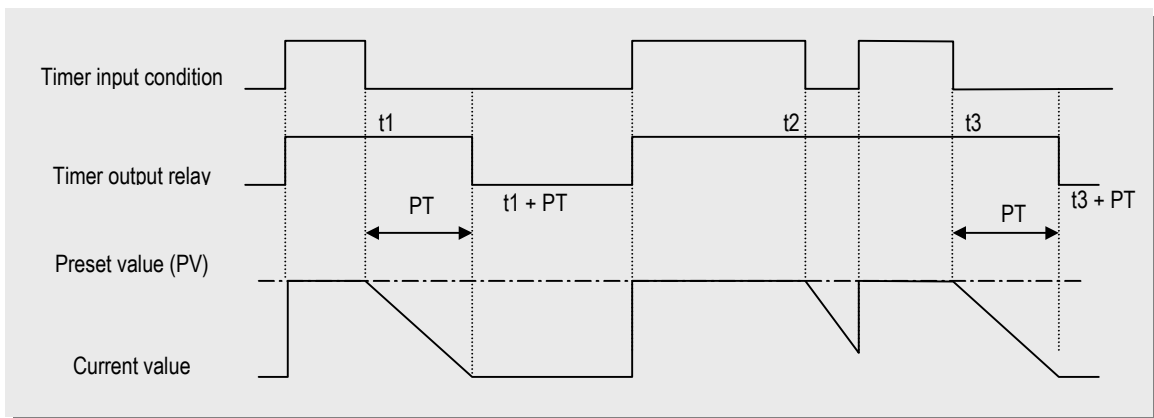 Timer input condition
t1
t2
t3
Timer output relay
PT
t1 + PT
PT
t3 + PT
Preset value (PV)
Current value